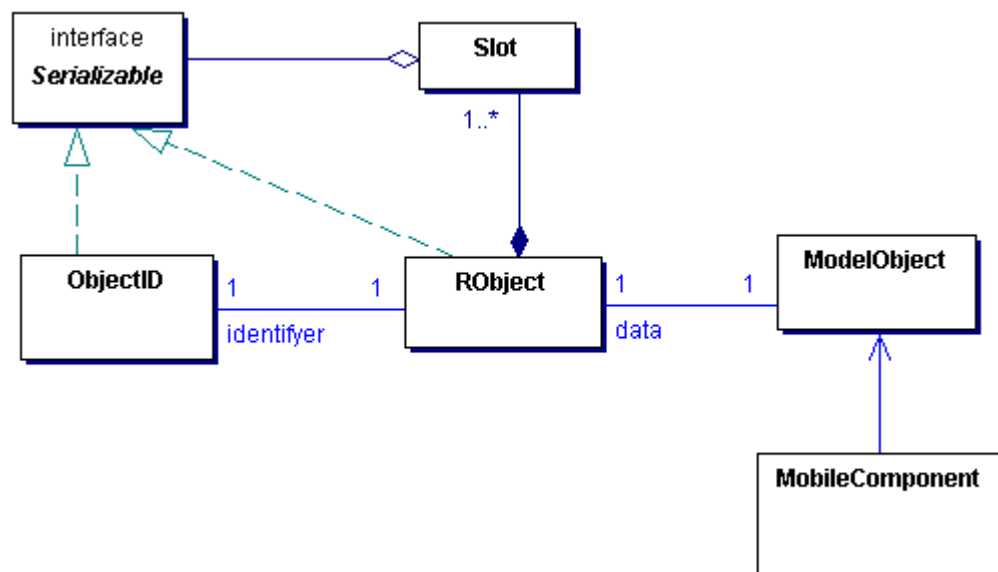 interface
Serializable
Slot
1..*
ObjectID
RObject
ModelObject
1
1
1
1
identifyer
data
MobileComponent